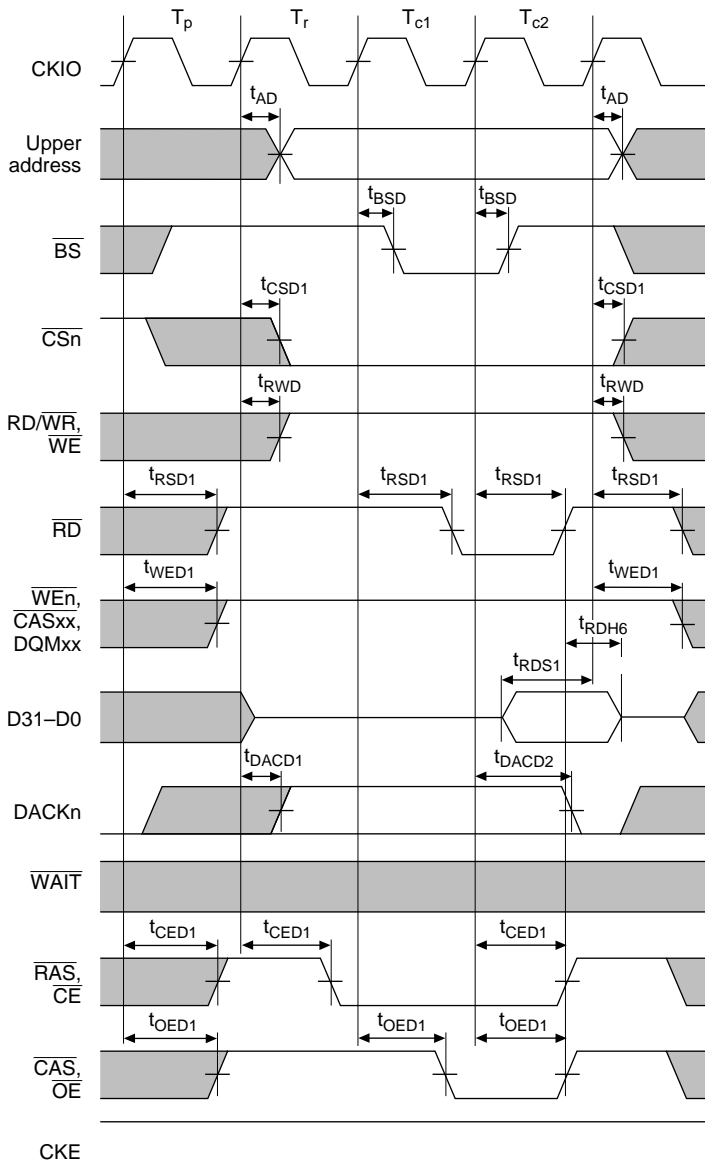 Tp Tr Tc1 Tc2
CKIO
tAD tAD
Upper
address
tBSD tBSD
BS
tCSD1 tCSD1
CSn
tRWD tRWD
RD/WR,
WE
tRSD1 tRSD1 tRSD1 tRSD1
RD
tWED1 tWED1
WEn,
CASxx,
DQMxx
tRDH6
tRDS1
D31–D0
tDACD1 tDACD2
DACKn
WAIT
tCED1 tCED1 tCED1
RAS,
CE
tOED1 tOED1 tOED1
CAS,
OE
CKE